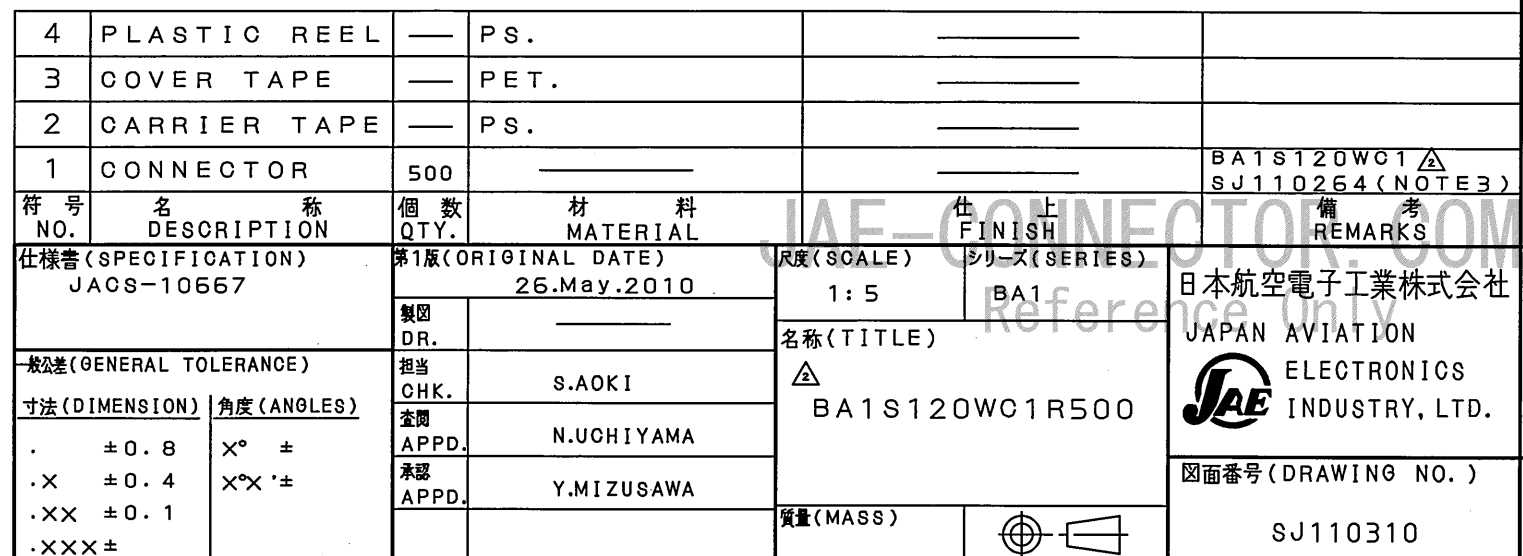 4 PLASTIC REEL — PS. ———
3 COVER TAPE — PET. ———
2 CARRIER TAPE — PS. ———
1 CONNECTOR 500 ——— ——— BA1S120WC1 △2
SJ110264(NOTE3)
符号 名称 個数 材料 仕上 備考
NO. DESCRIPTION QTY. MATERIAL FINISH REMARKS
JAE-CONNECTOR.COM
Reference Only
仕様書(SPECIFICATION)
JACS-10667
一般公差(GENERAL TOLERANCE)
寸法(DIMENSION) 角度(ANGLES)
. ±0.8 X° ±
.X ±0.4 X°X'±
.XX ±0.1
.XXX±
第1版(ORIGINAL DATE)
26.May.2010
製図
DR. ———
担当
CHK. S.AOKI
査閲
APPD. N.UCHIYAMA
承認
APPD. Y.MIZUSAWA
尺度(SCALE)
1:5
シリーズ(SERIES)
BA1
名称(TITLE)
△2
BA1S120WC1R500
質量(MASS)
日本航空電子工業株式会社
JAPAN AVIATION
ELECTRONICS
INDUSTRY, LTD.
JAE
図面番号(DRAWING NO.)
SJ110310